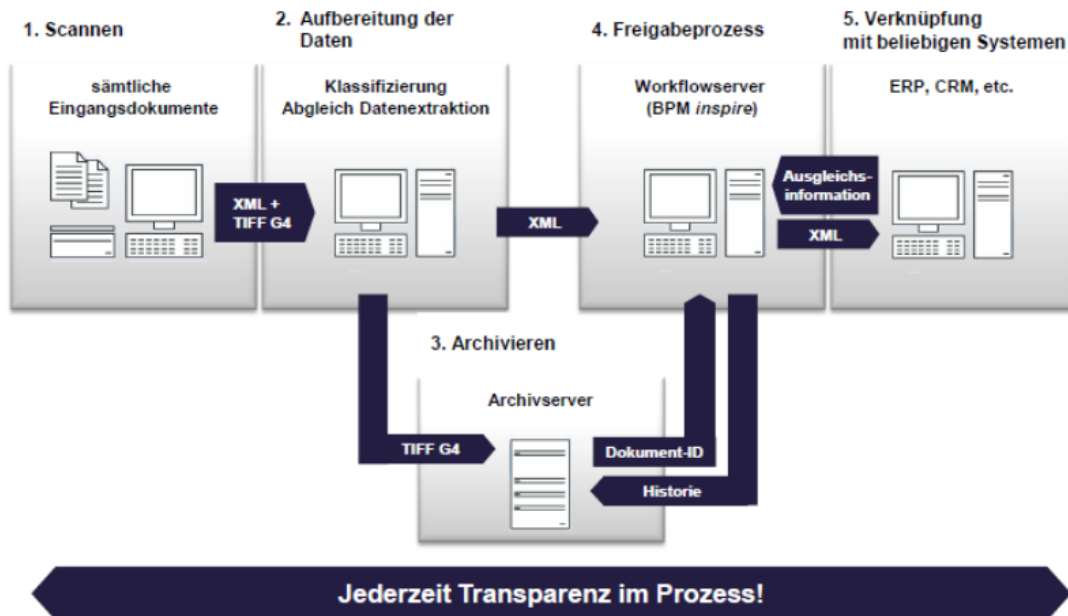 1. Scannen
2. Aufbereitung der
Daten
4. Freigabeprozess
5. Verknüpfung
mit beliebigen Systemen
sämtliche
Eingangsdokumente
Klassifizierung
Abgleich Datenextraktion
Workflowserver
(BPM inspire)
ERP, CRM, etc.
XML +
TIFF G4
XML
Ausgleichs-
information
XML
3. Archivieren
Archivserver
TIFF G4
Dokument-ID
Historie
Jederzeit Transparenz im Prozess!